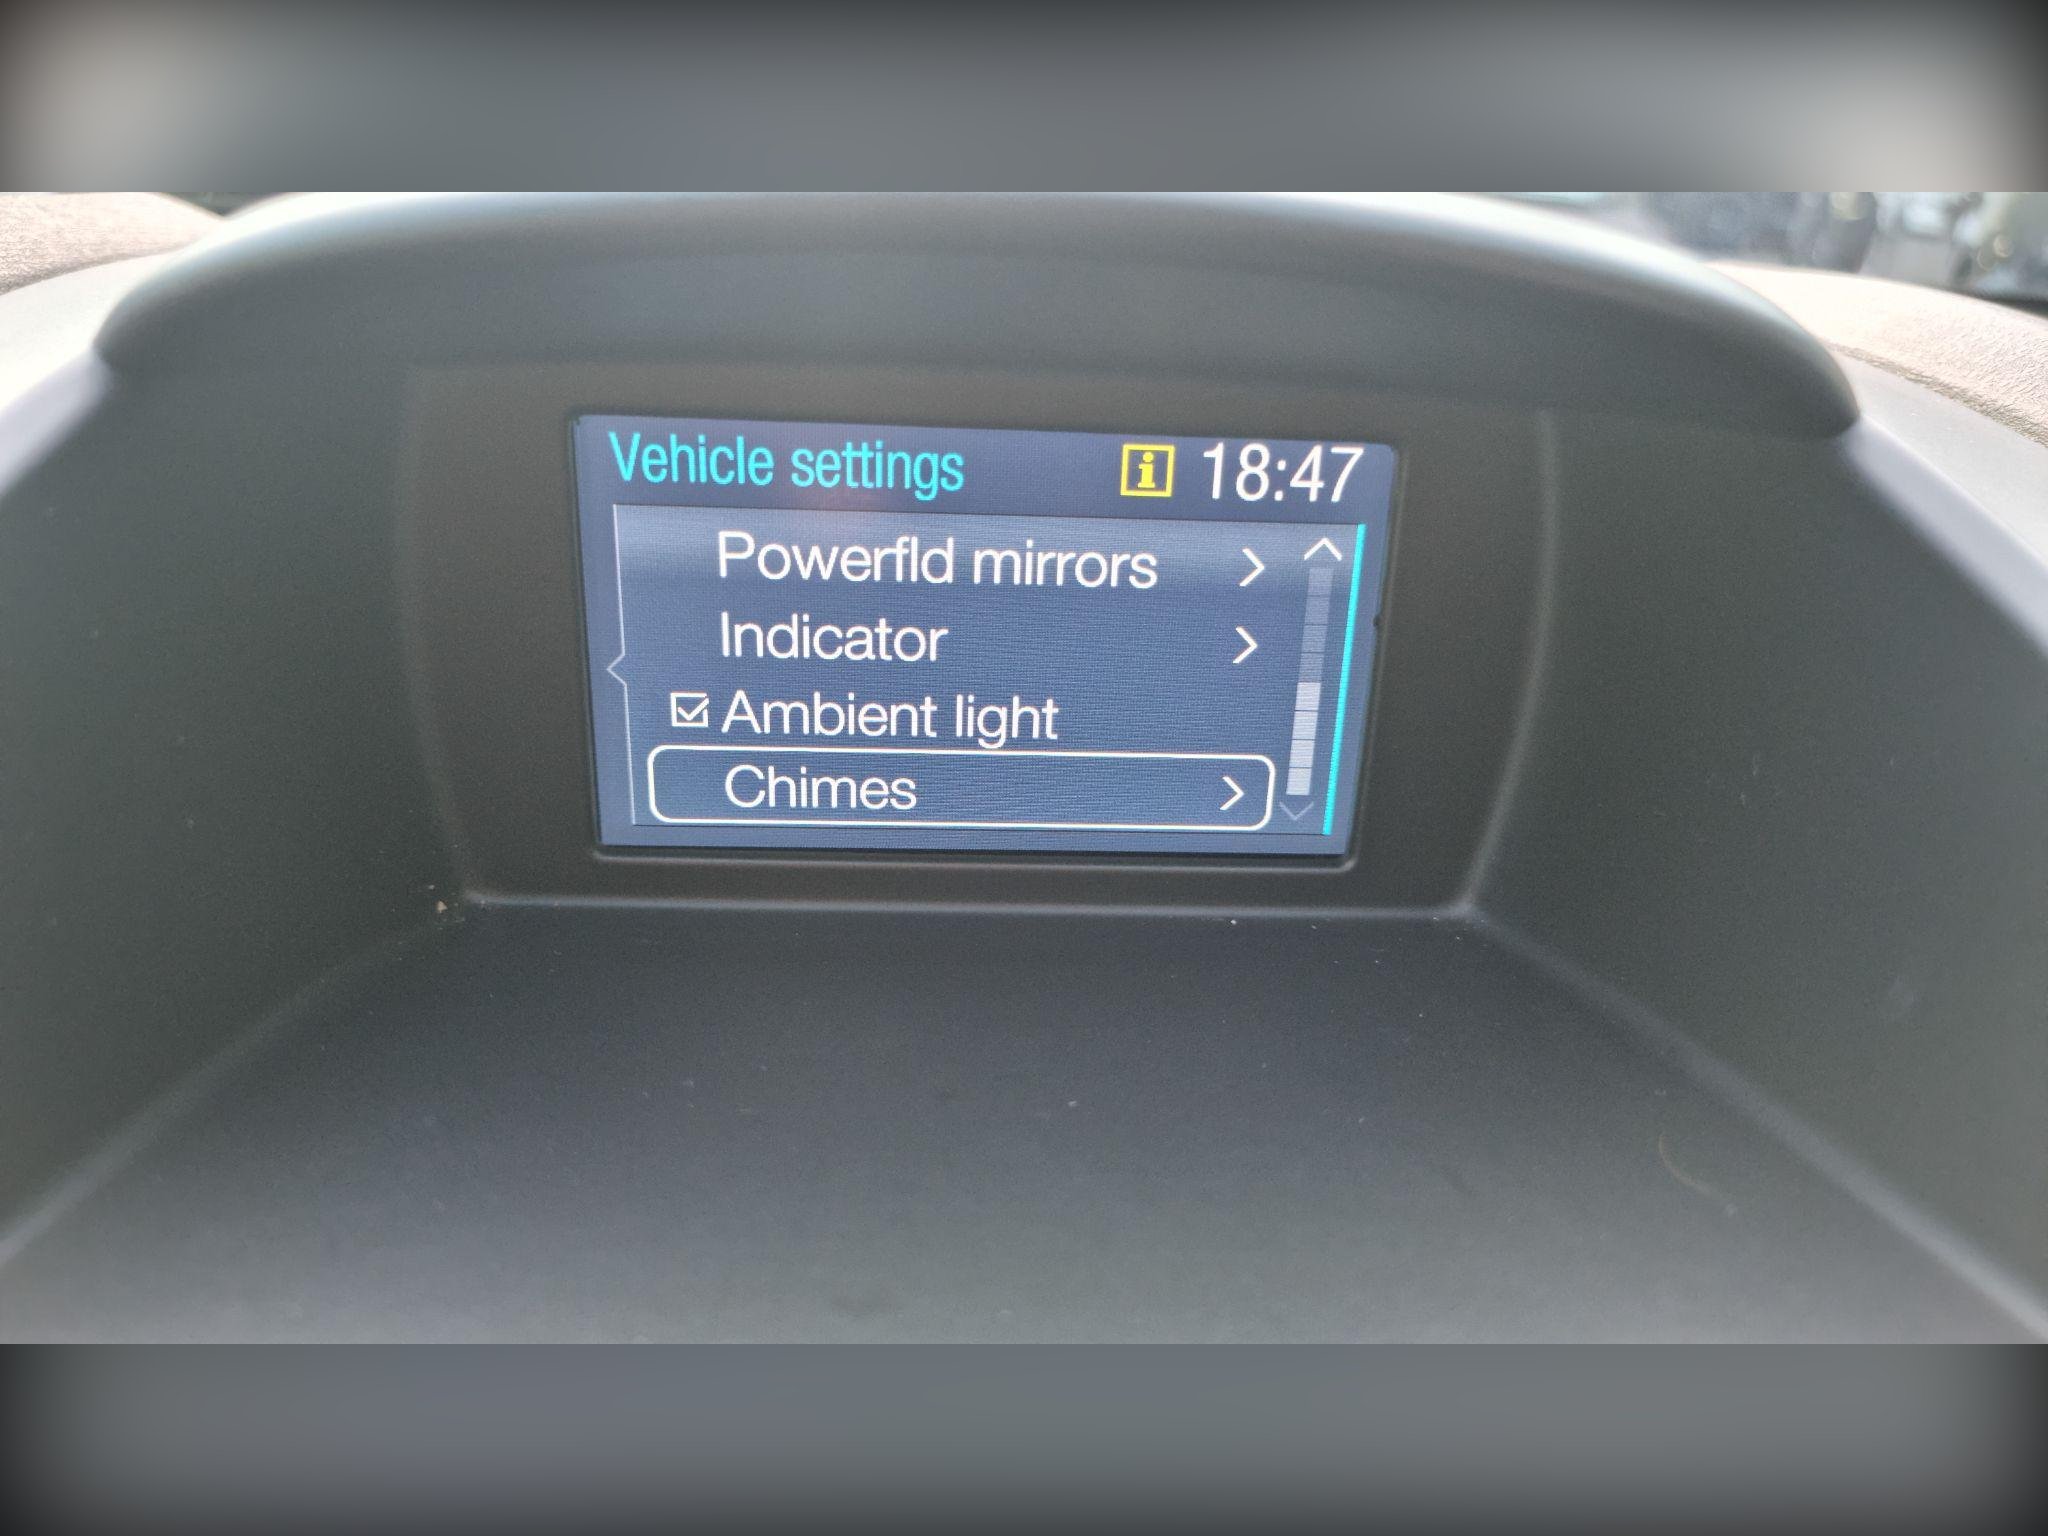 Vehicle settings i 18:47
Powerfld mirrors
Indicator
Ambient light
Chimes